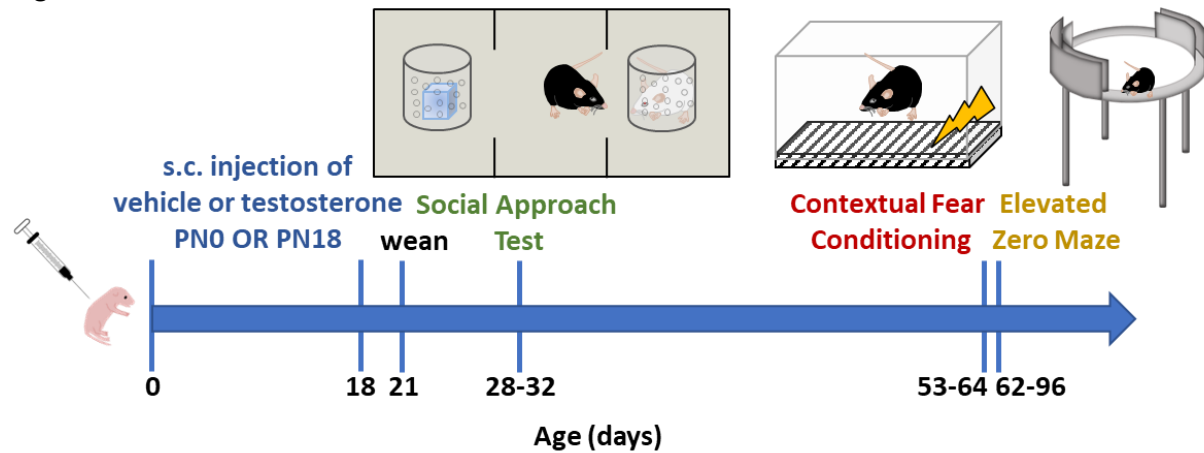 s.c. injection of
vehicle or testosterone
PN0 OR PN18
wean
Social Approach
Test
Contextual Fear
Conditioning
Elevated
Zero Maze
0
18
21
28-32
53-64
62-96
Age (days)